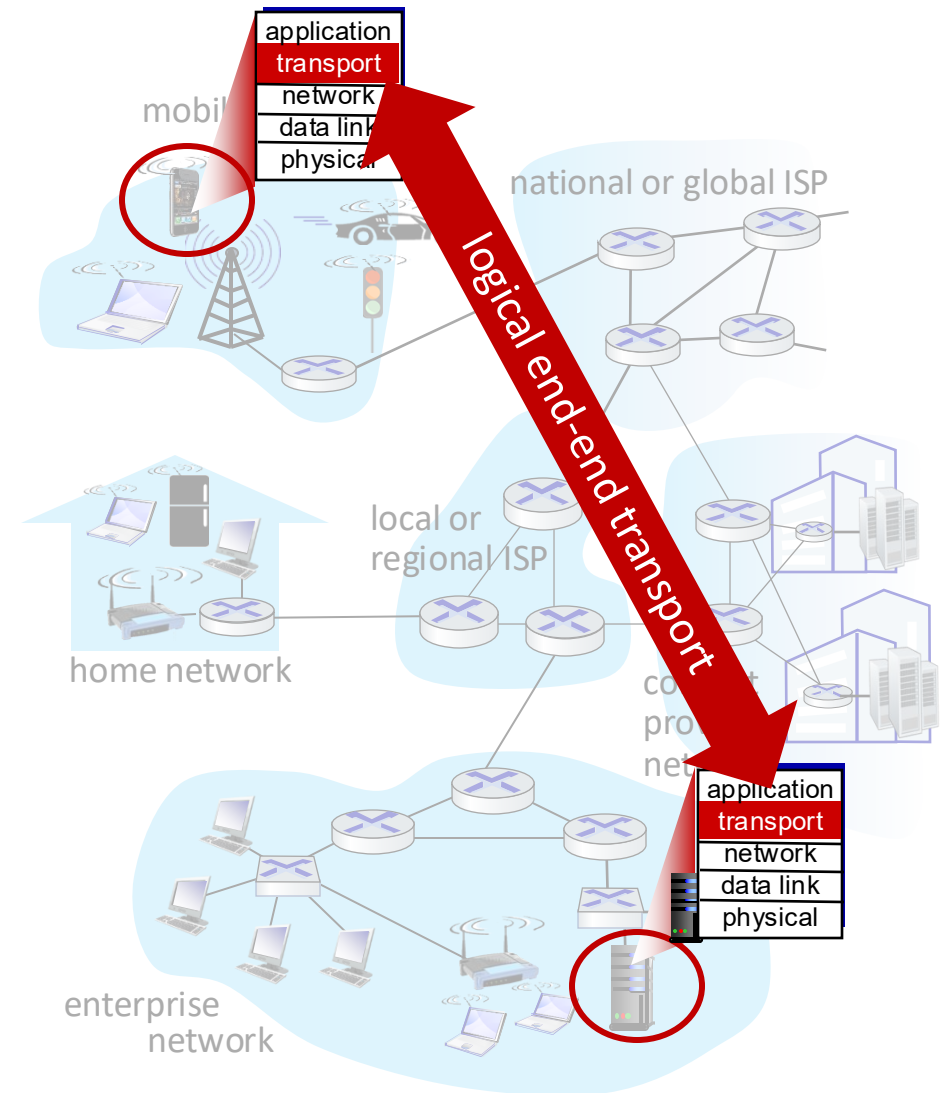 application
transport
network
data link
physical
mobil
national or global ISP
logical end-end transport
local or
regional ISP
home network
application
transport
network
data link
physical
enterprise
network